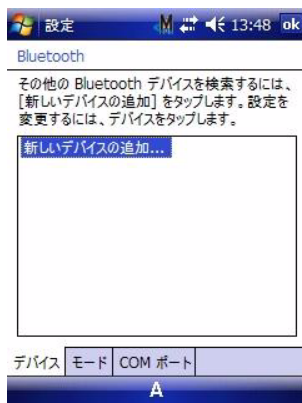 設定 13:48 ok
Bluetooth
その他の Bluetooth デバイスを検索するには、
[新しいデバイスの追加] をタップします。設定を
変更するには、デバイスをタップします。
新しいデバイスの追加...
デバイス モード COM ポート
A